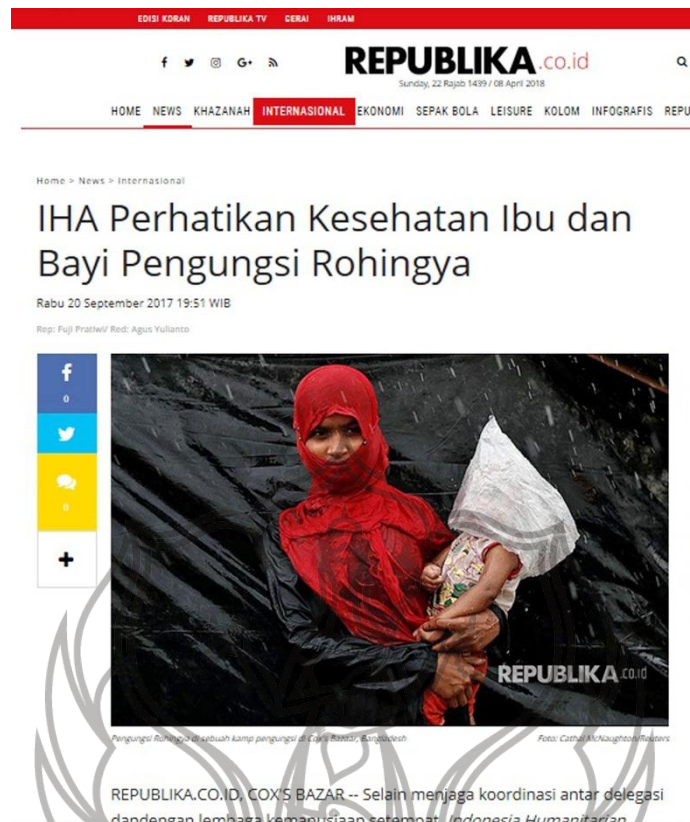 EDISI KORAN REPUBLIKA TV GERAI IHRAM
REPUBLIKA.co.id
Sunday, 22 Rajab 1439 / 08 April 2018
HOME NEWS KHAZANAH INTERNASIONAL EKONOMI SEPAK BOLA LEISURE KOLOM INFOGRAFIS REPU
Home > News > Internasional
IHA Perhatikan Kesehatan Ibu dan
Bayi Pengungsi Rohingya
Rabu 20 September 2017 19:51 WIB
Rep: Fuji Pratiwi/ Red: Agus Yulianto
0
0
REPUBLIKA.co.id
Pengungsi Rohingya di sebuah kamp pengungsi di Cox's Bazar, Bangladesh Foto: Cathal McNaughton/Reuters
REPUBLIKA.CO.ID, COX'S BAZAR -- Selain menjaga koordinasi antar delegasi
dandengan lembaga kemanusiaan setempat, Indonesia Humanitarian